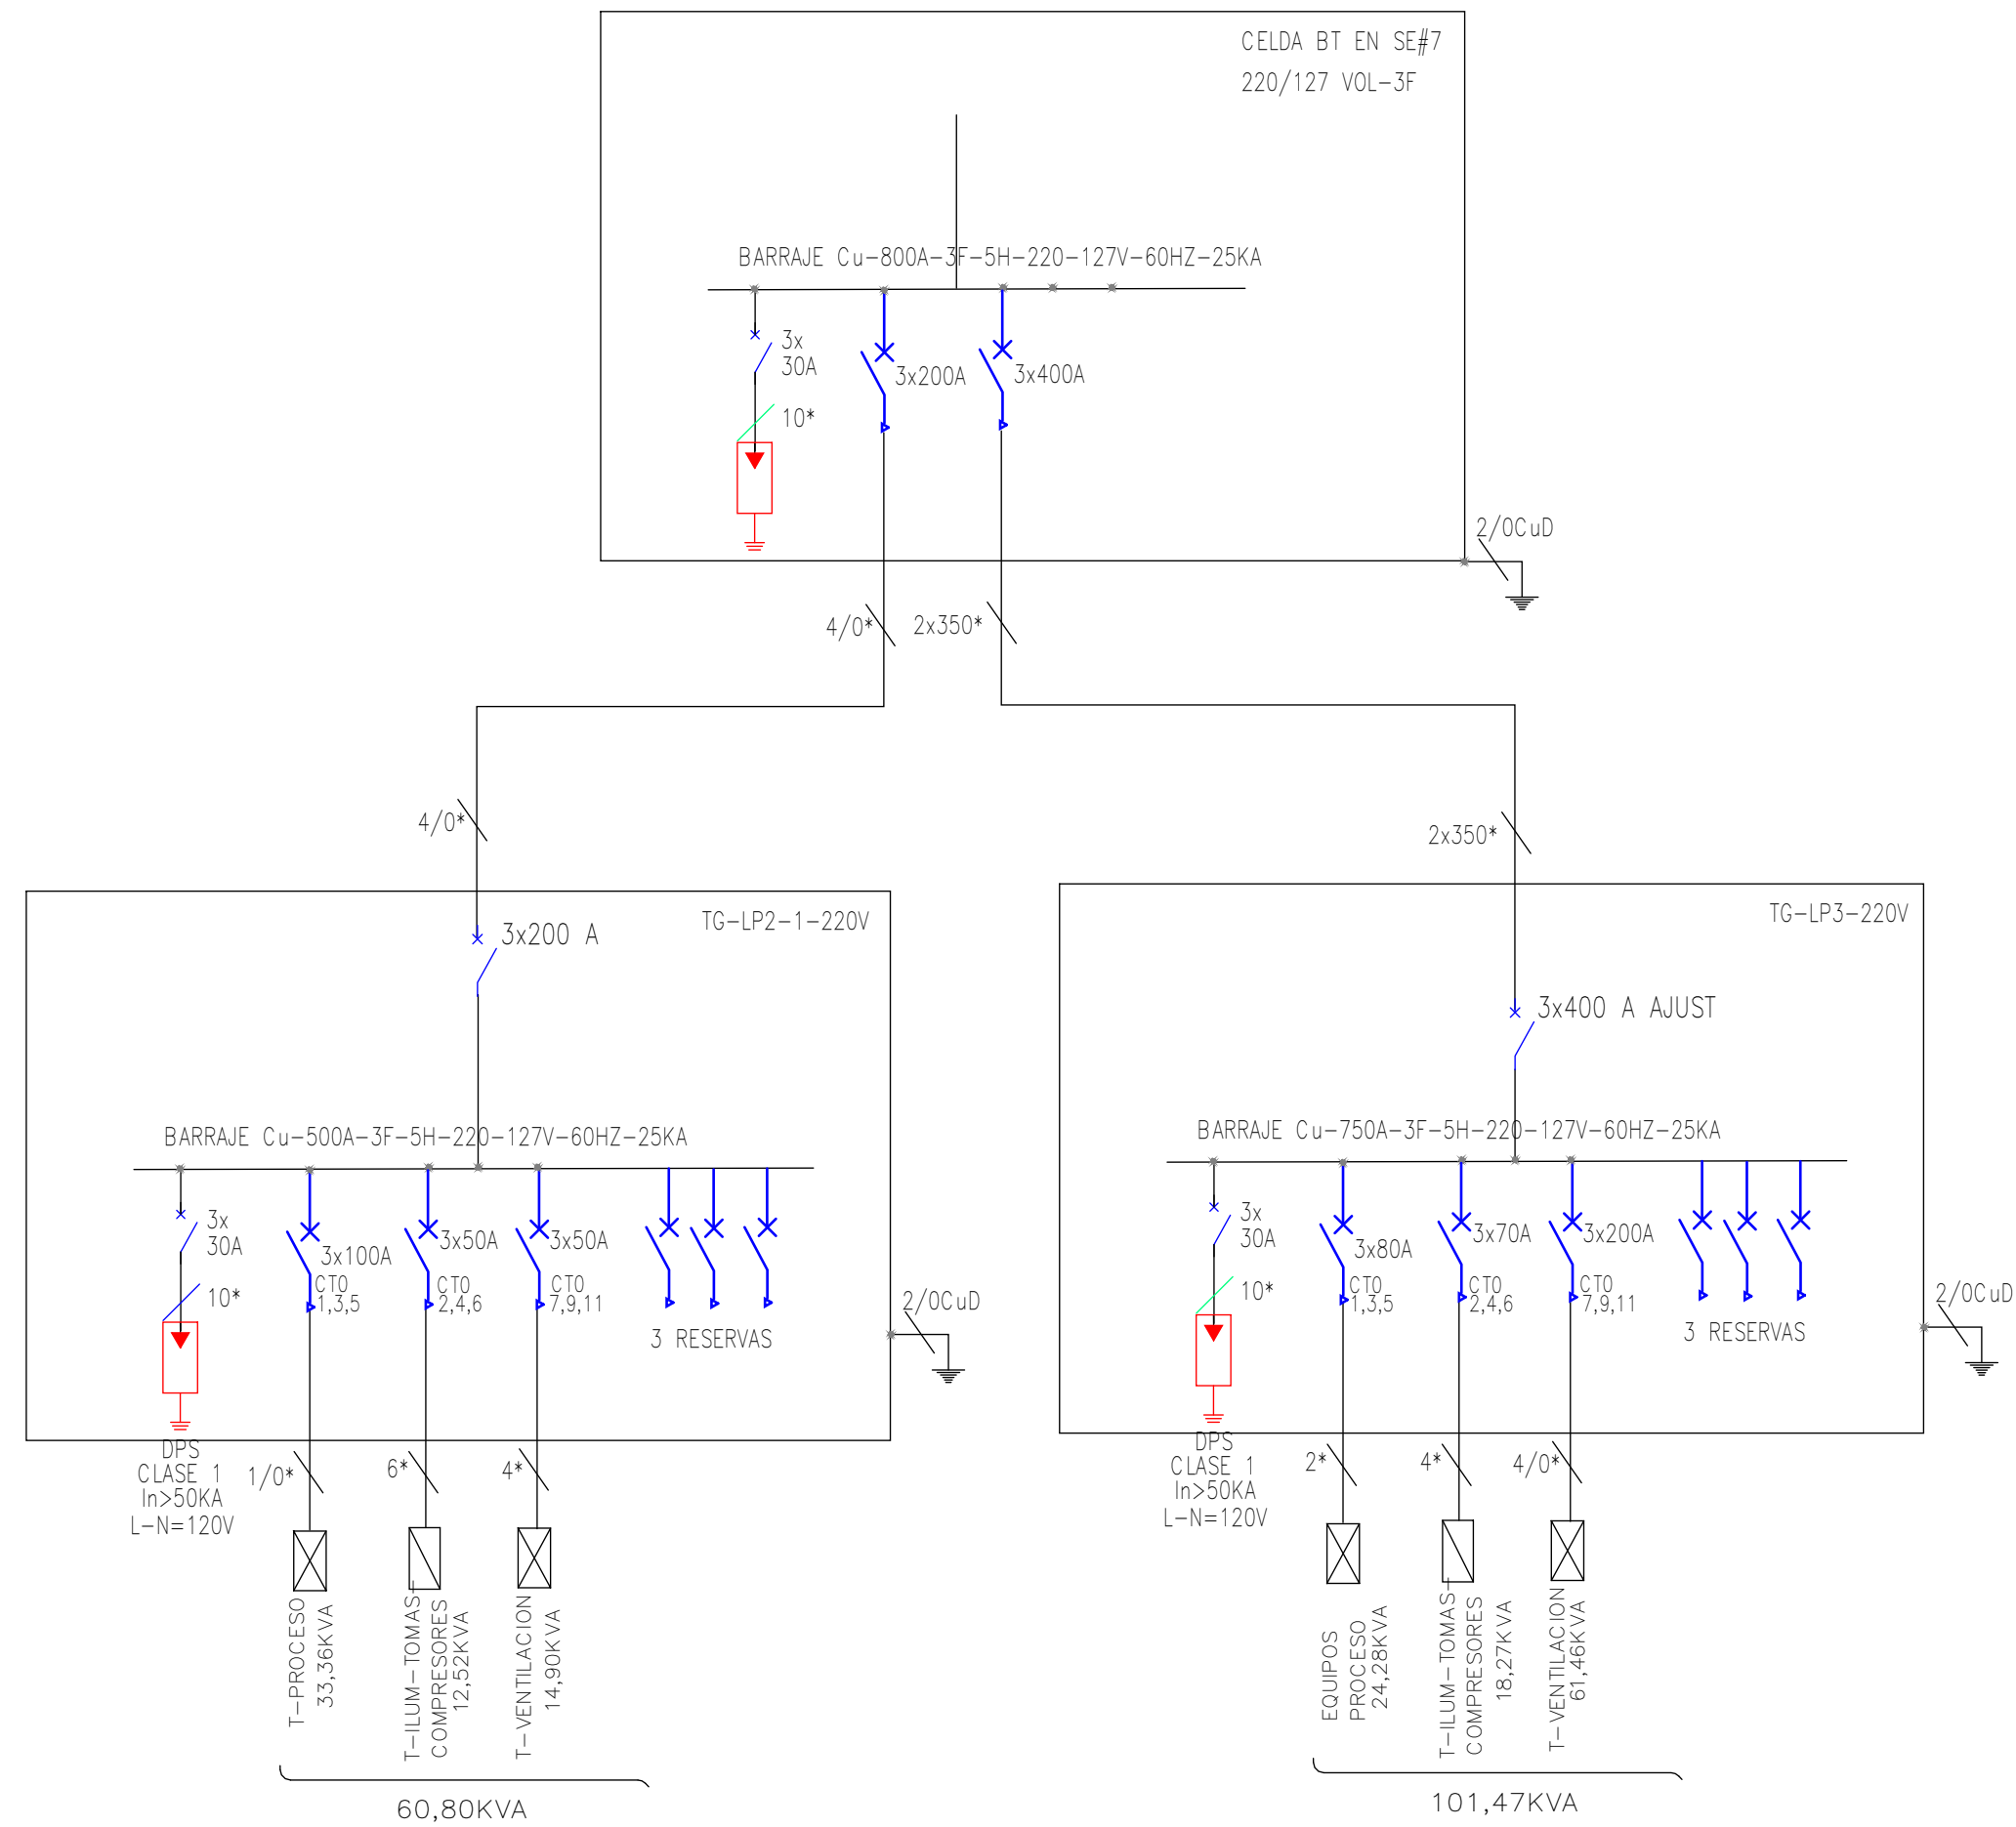 CELDA BT EN SE#7
220/127 VOL-3F
BARRAJE Cu-800A-3F-5H-220-127V-60HZ-25KA
3x
30A
10*
3x200A
3x400A
2/0CuD
4/0*
2x350*
4/0*
2x350*
TG-LP2-1-220V
3x200 A
BARRAJE Cu-500A-3F-5H-220-127V-60HZ-25KA
3x
30A
10*
3x100A
CTO
1,3,5
3x50A
CTO
2,4,6
3x50A
CTO
7,9,11
3 RESERVAS
2/0CuD
DPS
CLASE 1
In>50KA
L-N=120V
1/0*
6*
4*
T-PROCESO
33,36KVA
T-ILUM-TOMAS-
COMPRESORES
12,52KVA
T-VENTILACION
14,90KVA
60,80KVA
TG-LP3-220V
3x400 A AJUST
BARRAJE Cu-750A-3F-5H-220-127V-60HZ-25KA
3x
30A
10*
3x80A
CTO
1,3,5
3x70A
CTO
2,4,6
3x200A
CTO
7,9,11
3 RESERVAS
2/0CuD
DPS
CLASE 1
In>50KA
L-N=120V
2*
4*
4/0*
EQUIPOS
PROCESO
24,28KVA
T-ILUM-TOMAS-
COMPRESORES
18,27KVA
T-VENTILACION
61,46KVA
101,47KVA